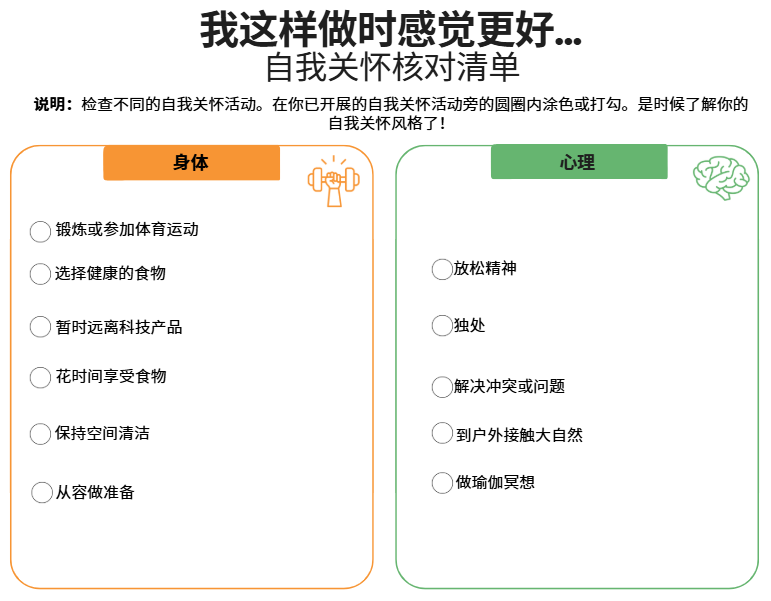 我这样做时感觉更好...
自我关怀核对清单
说明：检查不同的自我关怀活动。在你已开展的自我关怀活动旁的圆圈内涂色或打勾。是时候了解你的
自我关怀风格了！
身体
锻炼或参加体育运动
选择健康的食物
暂时远离科技产品
花时间享受食物
保持空间清洁
从容做准备
心理
放松精神
独处
解决冲突或问题
到户外接触大自然
做瑜伽冥想